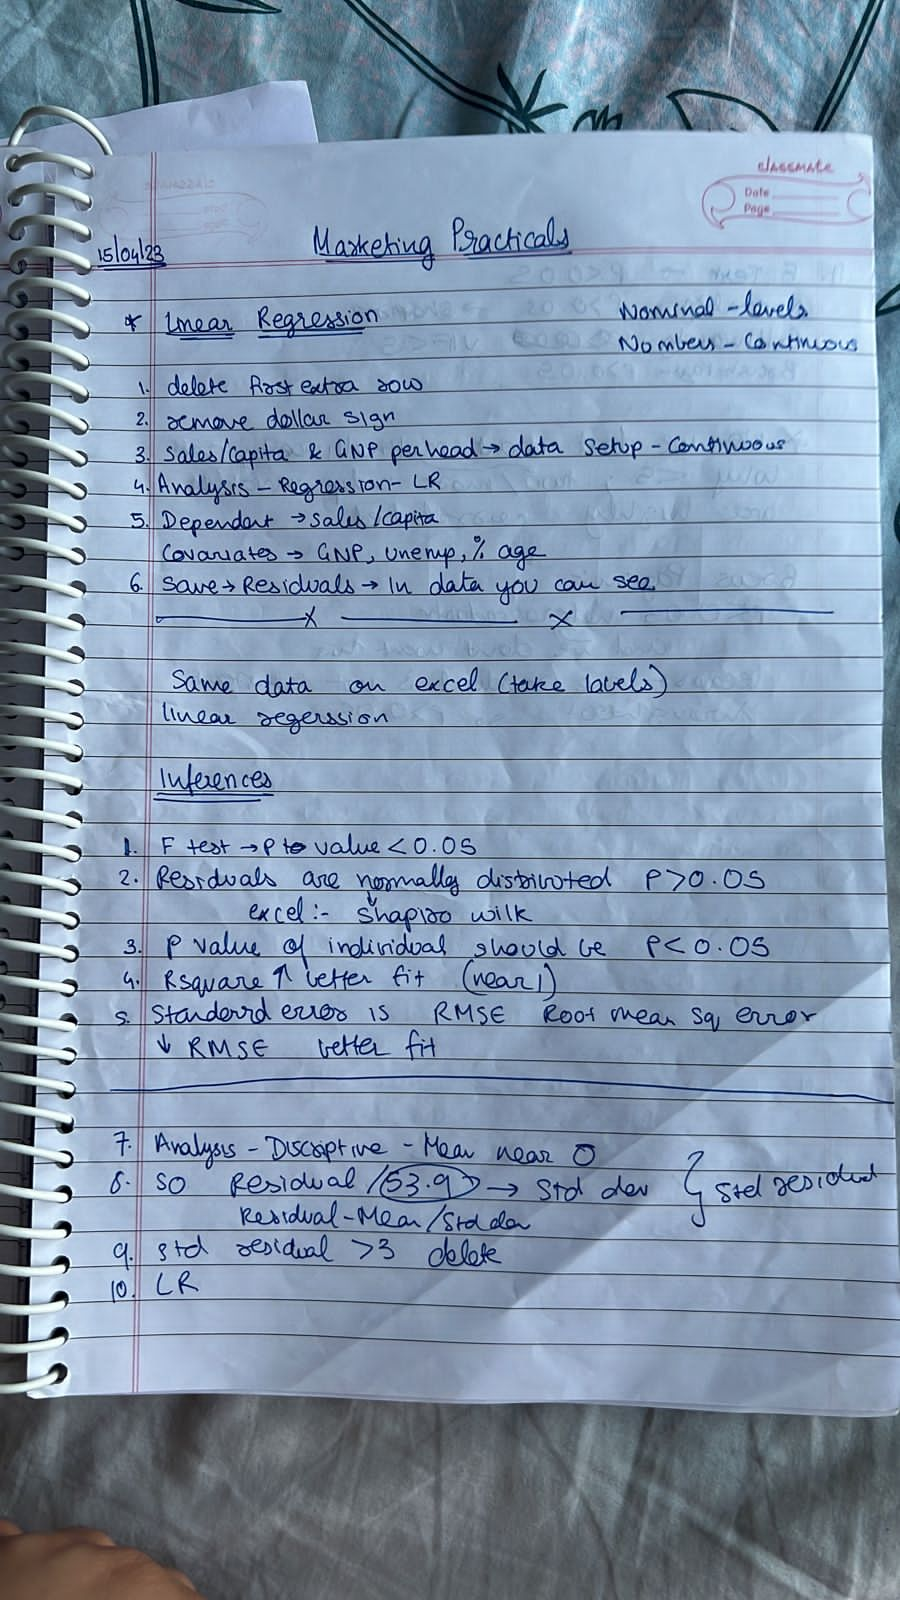 classmate
Date
Page
15/04/23
Marketing Practicals
* Linear Regression
Nominal - levels
Numbers - Continuous
1. delete first extra row
2. remove dollar sign
3. Sales/Capita & GNP per head → data setup - Continuous
4. Analysis - Regression - LR
5. Dependent → Sales/capita
Covariates → GNP, unemp, % age
6. Save → Residuals → In data you can see.
x x
Same data on excel (take labels)
linear regerssion
Inferences
1. F test → P value < 0.05
2. Residuals are normally distributed P > 0.05
excel :- Shapiro wilk
3. P value of individual should be P < 0.05
4. Rsquare ↑ better fit (near 1)
5. Standerrd error is RMSE Root mean sq error
↓ RMSE better fit
7. Analysis - Discriptive - Mean near 0
8. SO Residual / 53.9 → Std dev } Std residual
Residual - Mean / Std dev
9. std residual > 3 delete
10. LR